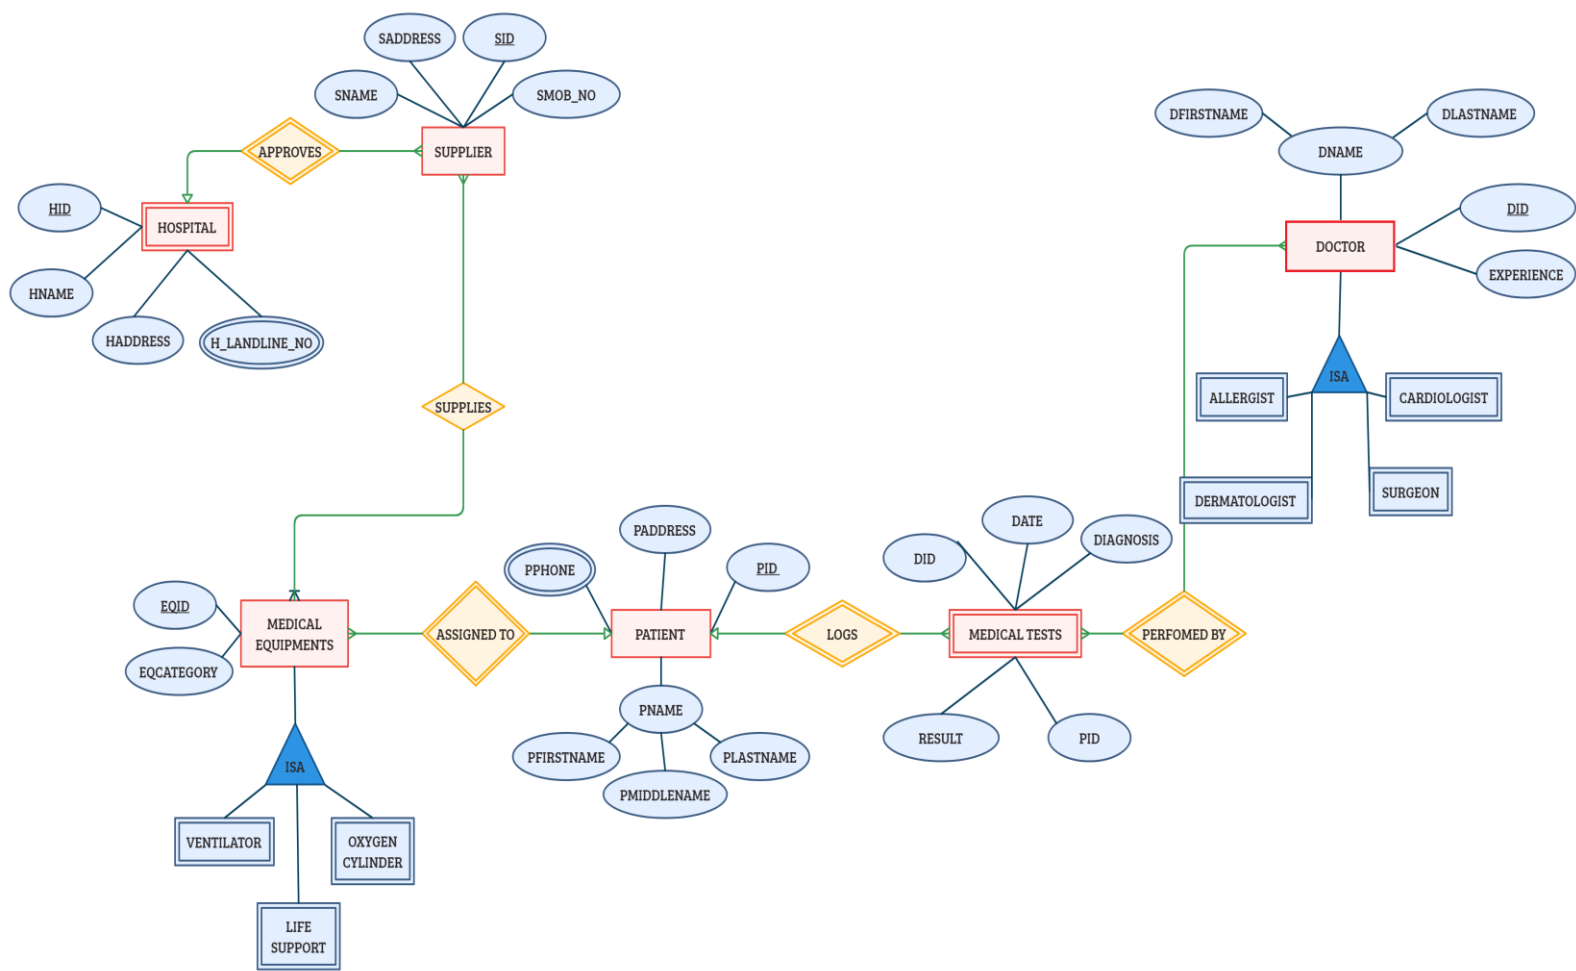 SADDRESS
SID
SNAME
SMOB_NO
APPROVES
SUPPLIER
HID
HOSPITAL
HNAME
HADDRESS
H_LANDLINE_NO
DFIRSTNAME
DLASTNAME
DNAME
DID
DOCTOR
EXPERIENCE
ISA
ALLERGIST
CARDIOLOGIST
DERMATOLOGIST
SURGEON
SUPPLIES
PADDRESS
PPHONE
PID
DATE
DID
DIAGNOSIS
EQID
MEDICAL
EQUIPMENTS
EQCATEGORY
ASSIGNED TO
PATIENT
LOGS
MEDICAL TESTS
PERFOMED BY
PNAME
PFIRSTNAME
PLASTNAME
PMIDDLENAME
RESULT
PID
ISA
VENTILATOR
OXYGEN
CYLINDER
LIFE
SUPPORT